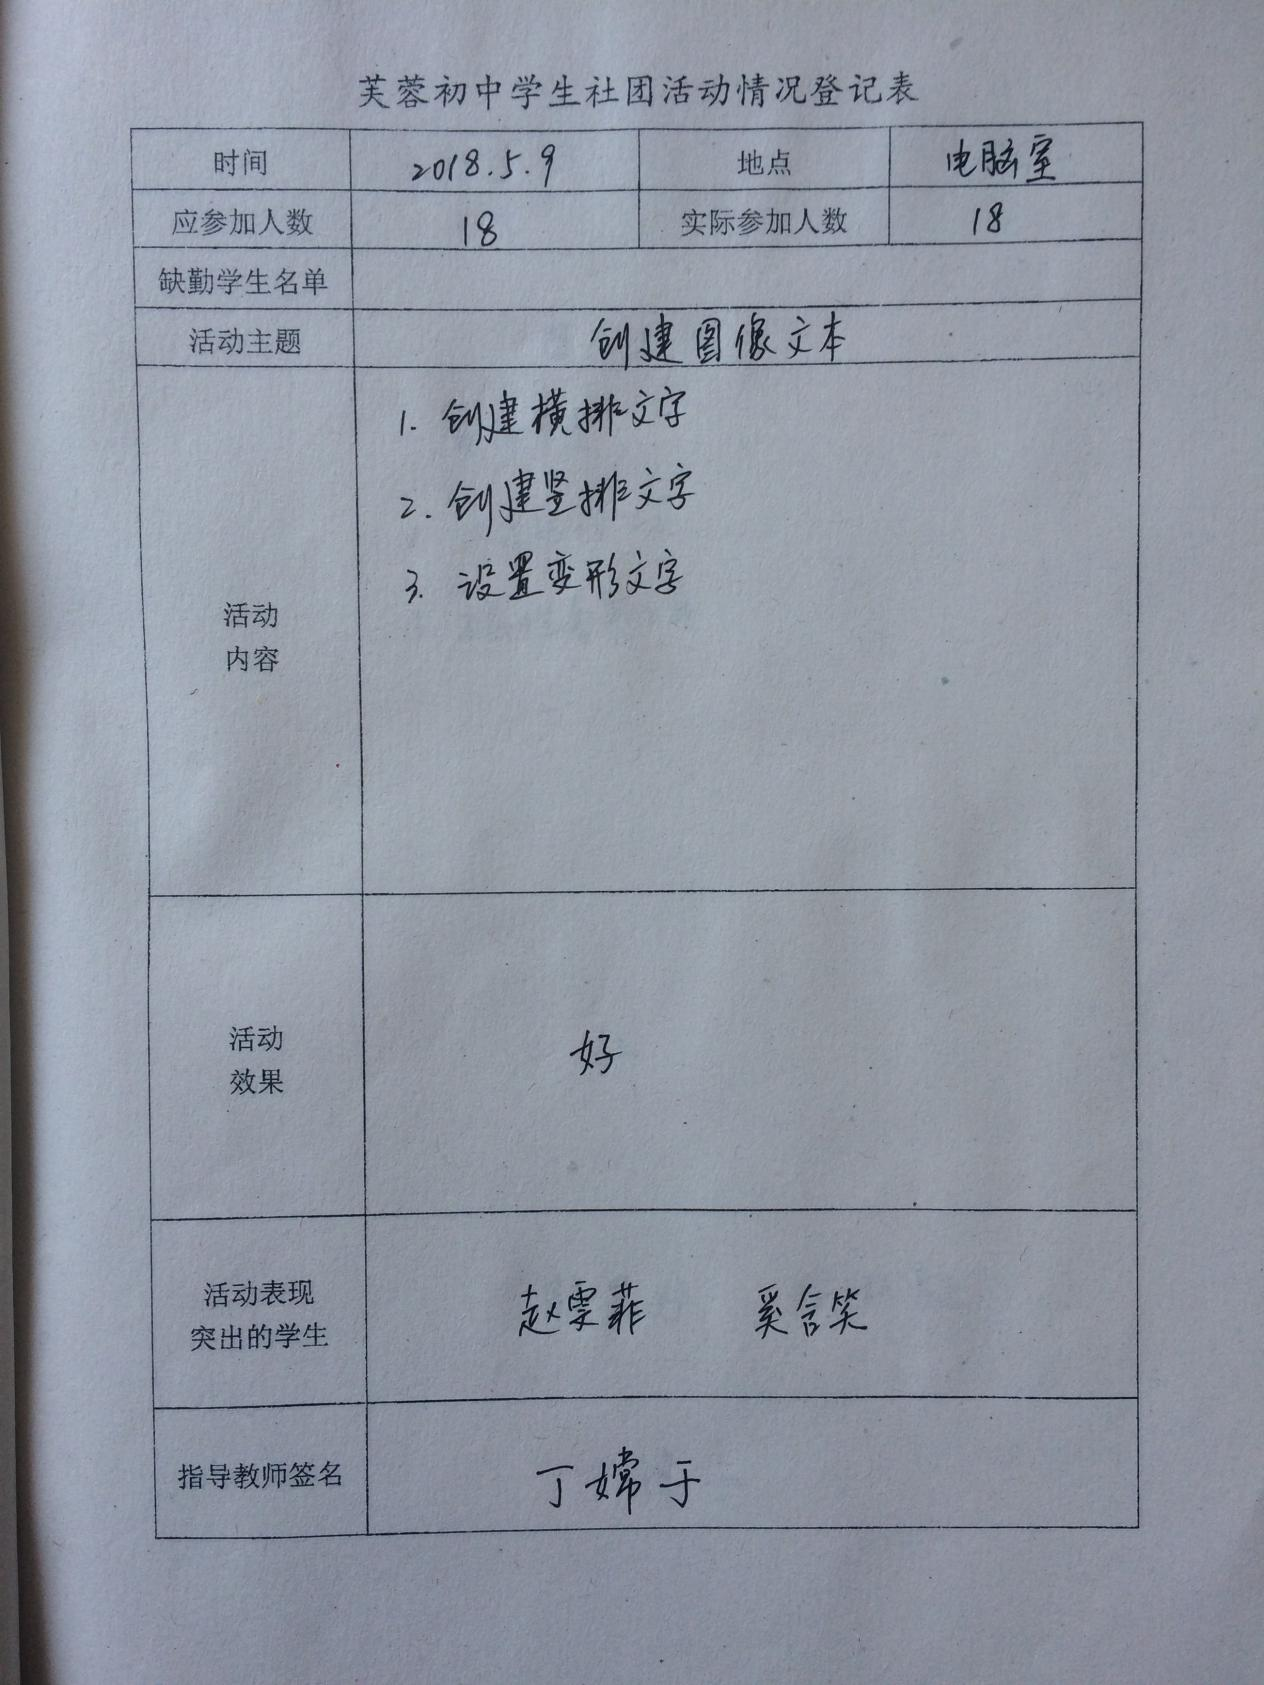 芙蓉初中学生社团活动情况登记表
时间 2018.5.9 地点 电脑室
应参加人数 18 实际参加人数 18
缺勤学生名单
活动主题 创建图像文本
1. 创建横排文字
2. 创建竖排文字
3. 设置变形文字
活动
内容
活动
效果
好
活动表现
突出的学生
赵雯菲 奚含笑
指导教师签名 丁嫦于